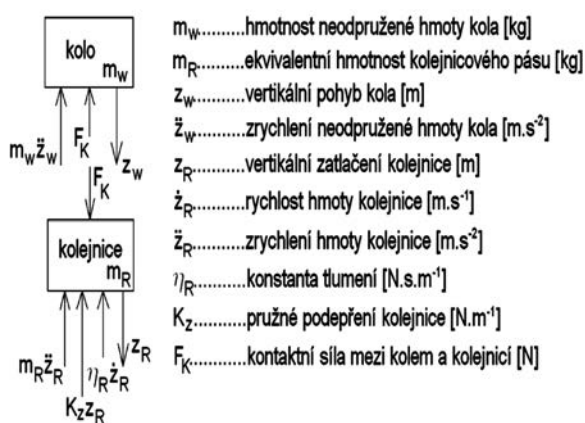 kolo
m_w
m_w z̈_w
F_K
z_w
F_K
kolejnice
m_R
m_R z̈_R
K_z z_R
η_R ż_R
z_R
m_w..........hmotnost neodpružené hmoty kola [kg]
m_R..........ekvivalentní hmotnost kolejnicového pásu [kg]
z_w..........vertikální pohyb kola [m]
z̈_w..........zrychlení neodpružené hmoty kola [m.s⁻²]
z_R..........vertikální zatlačení kolejnice [m]
ż_R..........rychlost hmoty kolejnice [m.s⁻¹]
z̈_R..........zrychlení hmoty kolejnice [m.s⁻²]
η_R..........konstanta tlumení [N.s.m⁻¹]
K_z..........pružné podepření kolejnice [N.m⁻¹]
F_K..........kontaktní síla mezi kolem a kolejnicí [N]